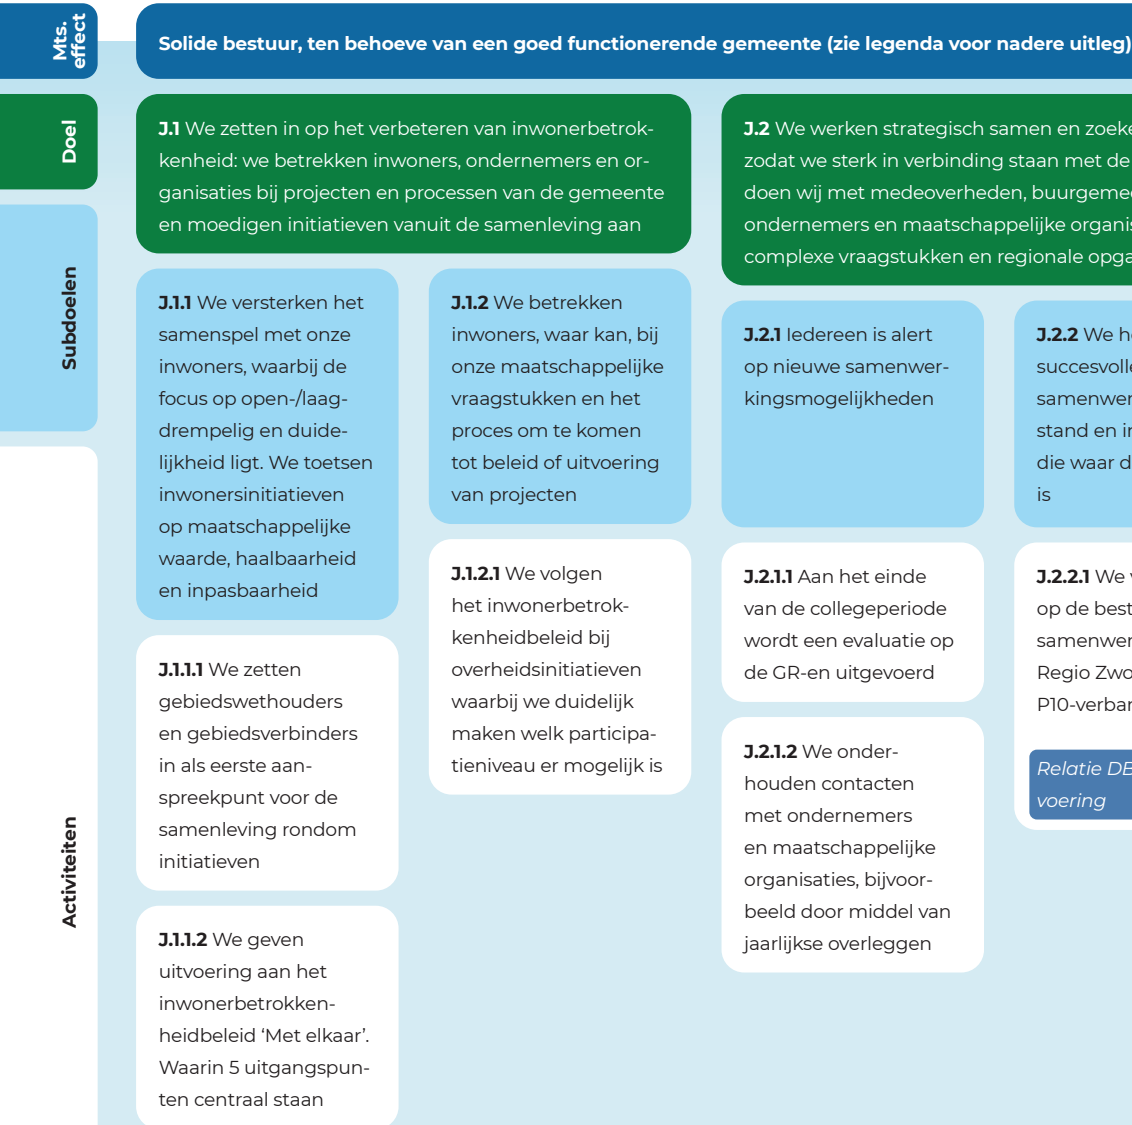 Mts.
effect
Solide bestuur, ten behoeve van een goed functionerende gemeente (zie legenda voor nadere uitleg)
Doel
J.1 We zetten in op het verbeteren van inwonerbetrok-
kenheid: we betrekken inwoners, ondernemers en or-
ganisaties bij projecten en processen van de gemeente
en moedigen initiatieven vanuit de samenleving aan
J.2 We werken strategisch samen en
zodat we sterk in verbinding staan met de
doen wij met medeoverheden,
ondernemers en maatschappelijke
complexe vraagstukken en regionale
Subdoelen
J.1.1 We versterken het
samenspel met onze
inwoners, waarbij de
focus op open-/laag-
drempelig en duide-
lijkheid ligt. We toetsen
inwonersinitiatieven
op maatschappelijke
waarde, haalbaarheid
en inpasbaarheid
J.1.2 We betrekken
inwoners, waar kan, bij
onze maatschappelijke
vraagstukken en het
proces om te komen
tot beleid of uitvoering
van projecten
J.2.1 Iedereen is alert
op nieuwe samenwer-
kingsmogelijkheden
J.2.2 We
stand en
die waar
is
Activiteiten
J.1.1.1 We zetten
gebiedswethouders
en gebiedsverbinders
in als eerste aan-
spreekpunt voor de
samenleving rondom
initiatieven
J.1.1.2 We geven
uitvoering aan het
inwonerbetrokken-
heidbeleid ‘Met elkaar’.
Waarin 5 uitgangspun-
ten centraal staan
J.1.2.1 We volgen
het inwonerbetrok-
kenheidbeleid bij
overheidsinitiatieven
waarbij we duidelijk
maken welk participa-
tieniveau er mogelijk is
J.2.1.1 Aan het einde
van de collegeperiode
wordt een evaluatie op
de GR-en uitgevoerd
J.2.1.2 We onder-
houden contacten
met ondernemers
en maatschappelijke
organisaties, bijvoor-
beeld door middel van
jaarlijkse overleggen
J.2.2.1 We
op de
Regio
Relatie
voering